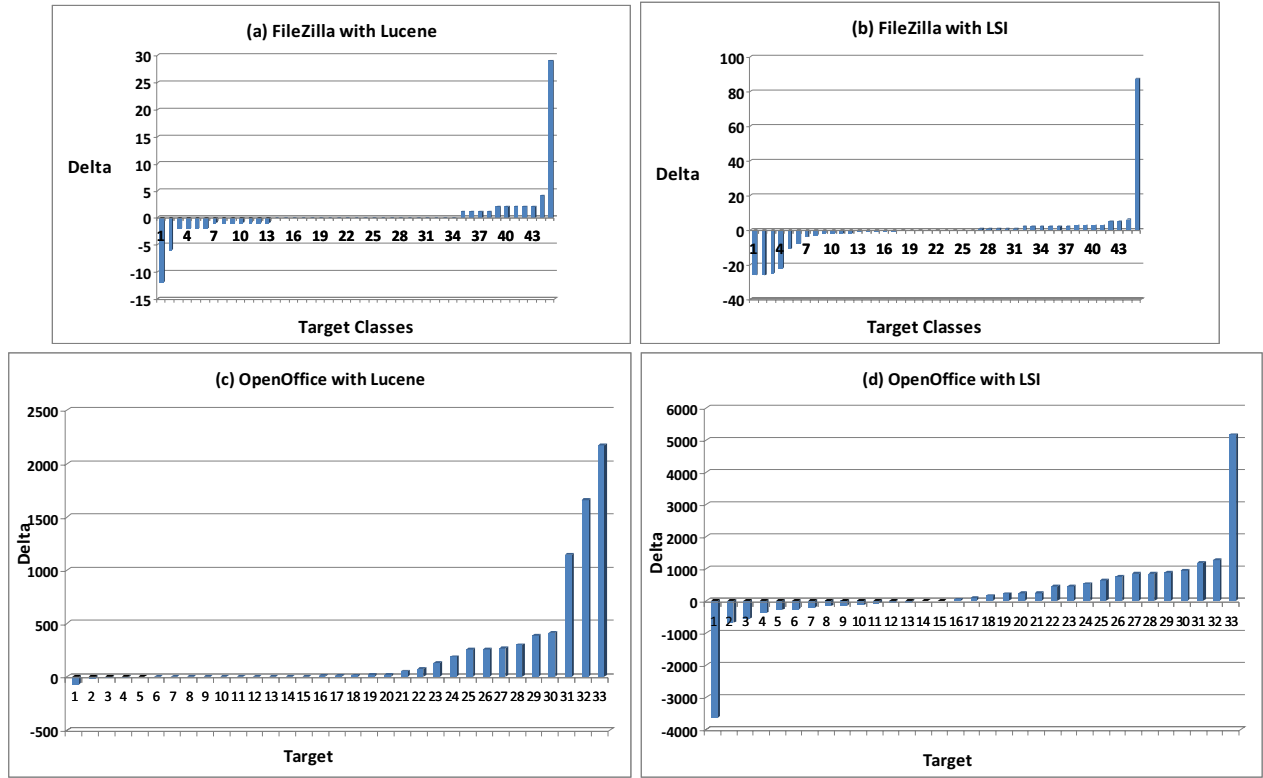 (a) FileZilla with Lucene
30
25
20
15
10
5
0
-5
-10
-15
Delta
1 4 7 10 13 16 19 22 25 28 31 34 37 40 43
Target Classes
(b) FileZilla with LSI
100
80
60
40
20
0
-20
-40
Delta
1 4 7 10 13 16 19 22 25 28 31 34 37 40 43
Target Classes
(c) OpenOffice with Lucene
2500
2000
1500
1000
500
0
-500
Delta
1 2 3 4 5 6 7 8 9 10 11 12 13 14 15 16 17 18 19 20 21 22 23 24 25 26 27 28 29 30 31 32 33
Target
(d) OpenOffice with LSI
6000
5000
4000
3000
2000
1000
0
-1000
-2000
-3000
-4000
Delta
1 2 3 4 5 6 7 8 9 10 11 12 13 14 15 16 17 18 19 20 21 22 23 24 25 26 27 28 29 30 31 32 33
Target